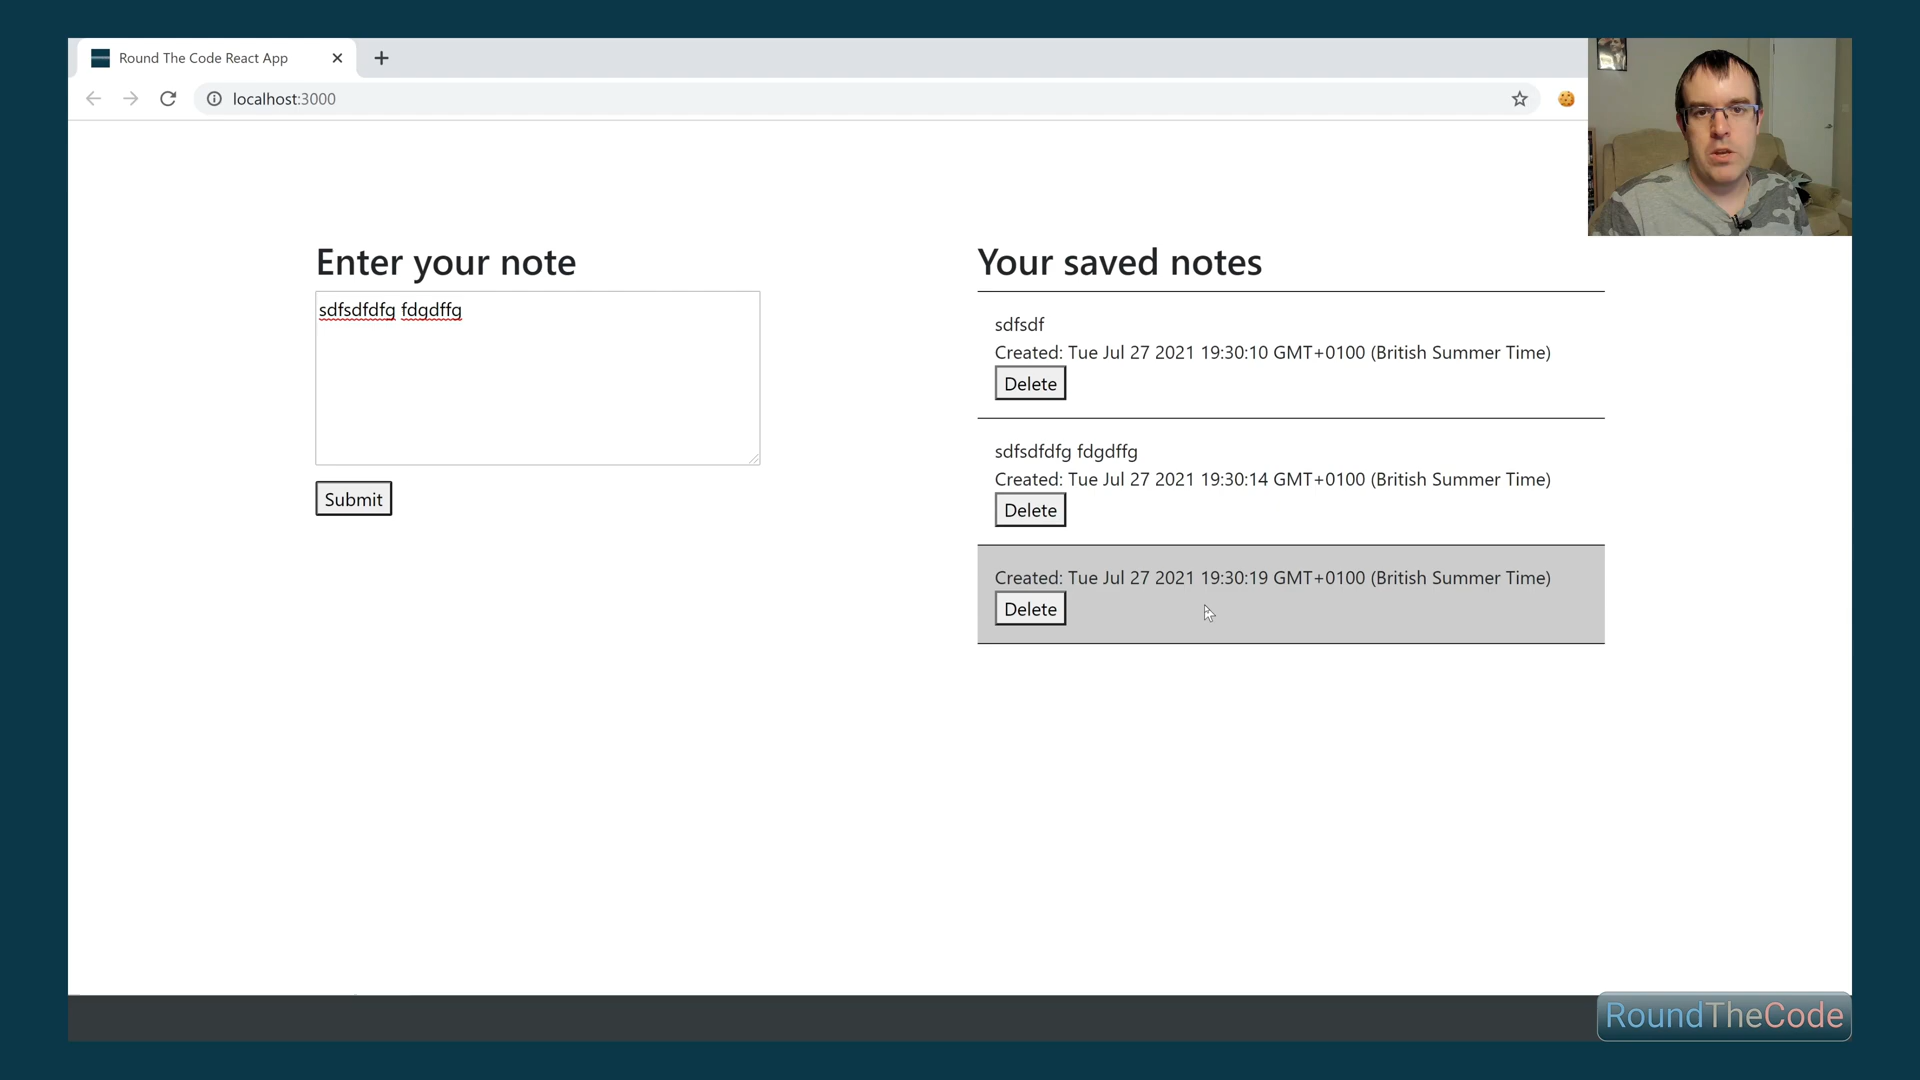 Round The Code React App
localhost:3000
Enter your note
sdfsdfdfg fdgdffg
Submit
Your saved notes
sdfsdf
Created: Tue Jul 27 2021 19:30:10 GMT+0100 (British Summer Time)
Delete
sdfsdfdfg fdgdffg
Created: Tue Jul 27 2021 19:30:14 GMT+0100 (British Summer Time)
Delete
Created: Tue Jul 27 2021 19:30:19 GMT+0100 (British Summer Time)
Delete
RoundTheCode